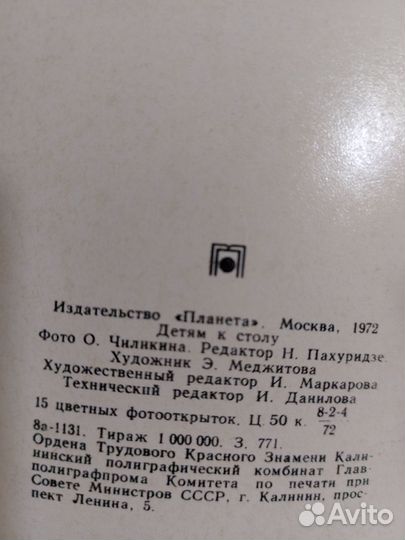 Издательство «Планета». Москва, 1972
Детям к столу
Фото О. Чиликина. Редактор Н. Пахуридзе.
Художник Э. Меджитова
Художественный редактор И. Маркарова
Технический редактор И. Данилова
15 цветных фотооткрыток. Ц. 50 к. 8-2-4/72
8а-1131. Тираж 1 000 000. З. 771.
Ордена Трудового Красного Знамени Кали-
нинский полиграфический комбинат Глав-
полиграфпрома Комитета по печати при
Совете Министров СССР, г. Калинин, прос-
пект Ленина, 5.
Avito